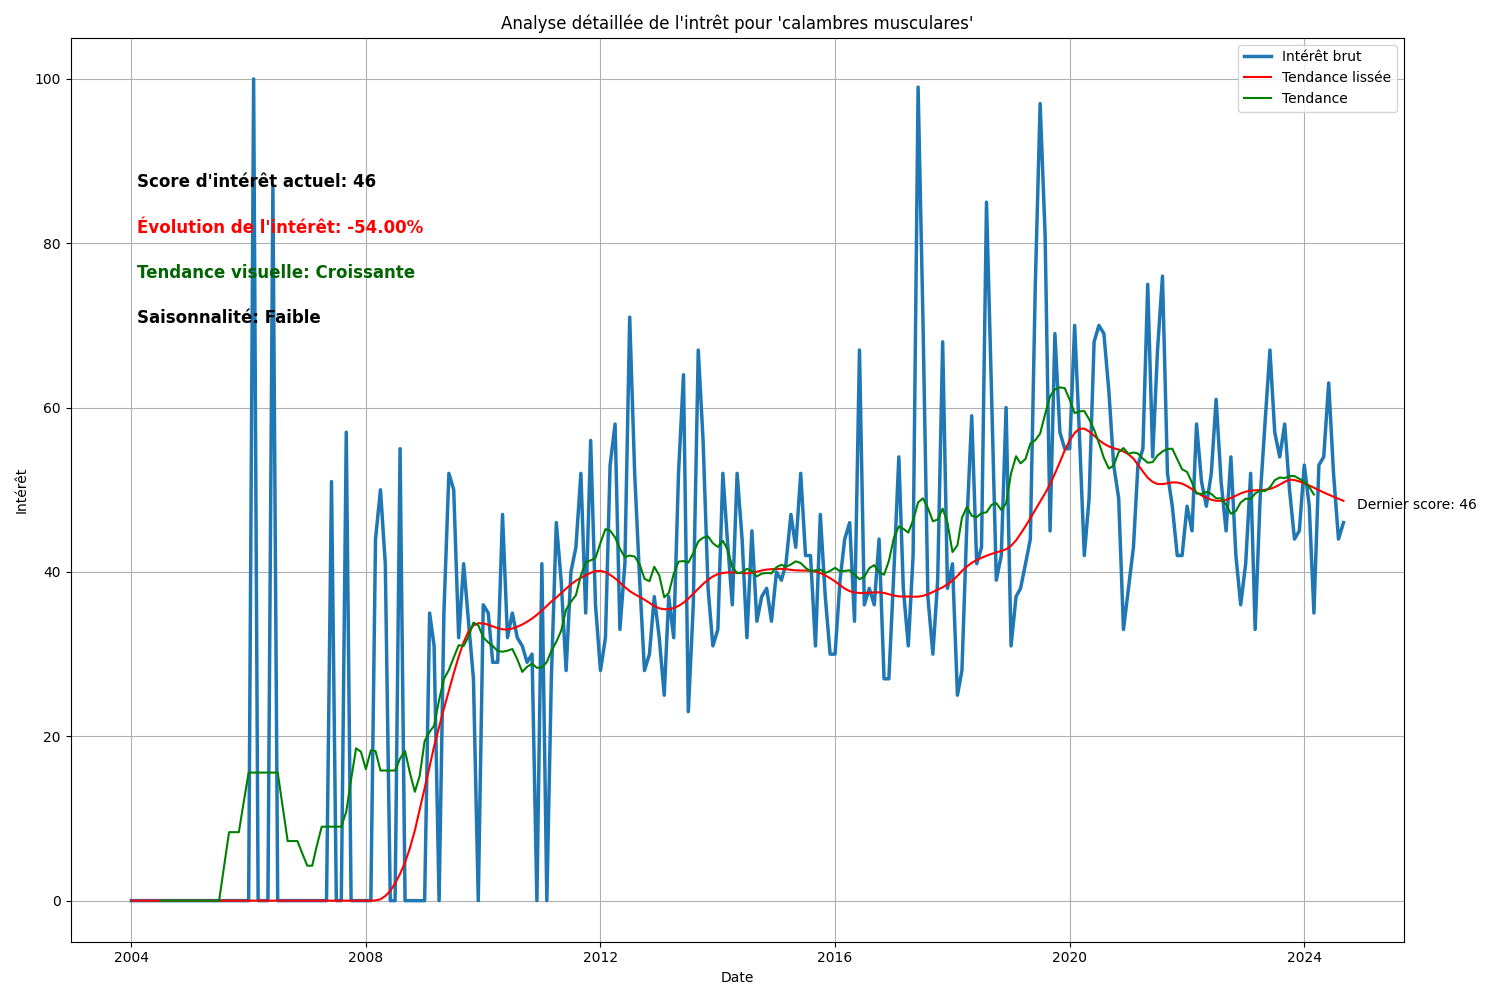 Analyse détaillée de l'intrêt pour 'calambres musculares'
Intérêt brut
Tendance lissée
Tendance
Score d'intérêt actuel: 46
Évolution de l'intérêt: -54.00%
Tendance visuelle: Croissante
Saisonnalité: Faible
Dernier score: 46
Intérêt
100
80
60
40
20
0
2004
2008
2012
2016
2020
2024
Date